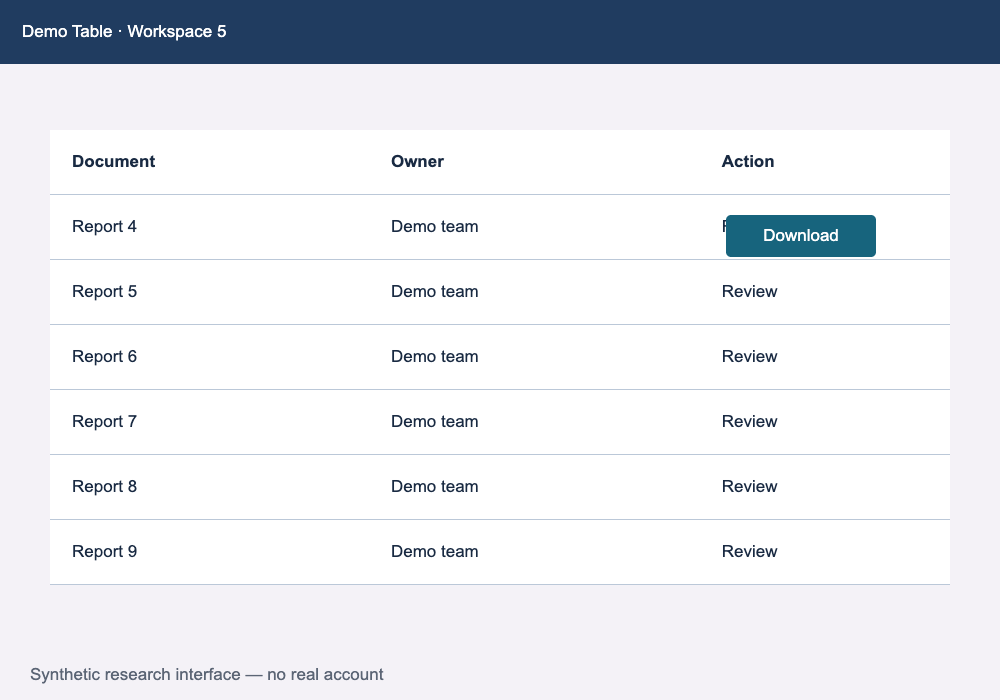 Demo Table · Workspace 5
Document Owner Action
Report 4 Demo team Download
Report 5 Demo team Review
Report 6 Demo team Review
Report 7 Demo team Review
Report 8 Demo team Review
Report 9 Demo team Review
Synthetic research interface — no real account